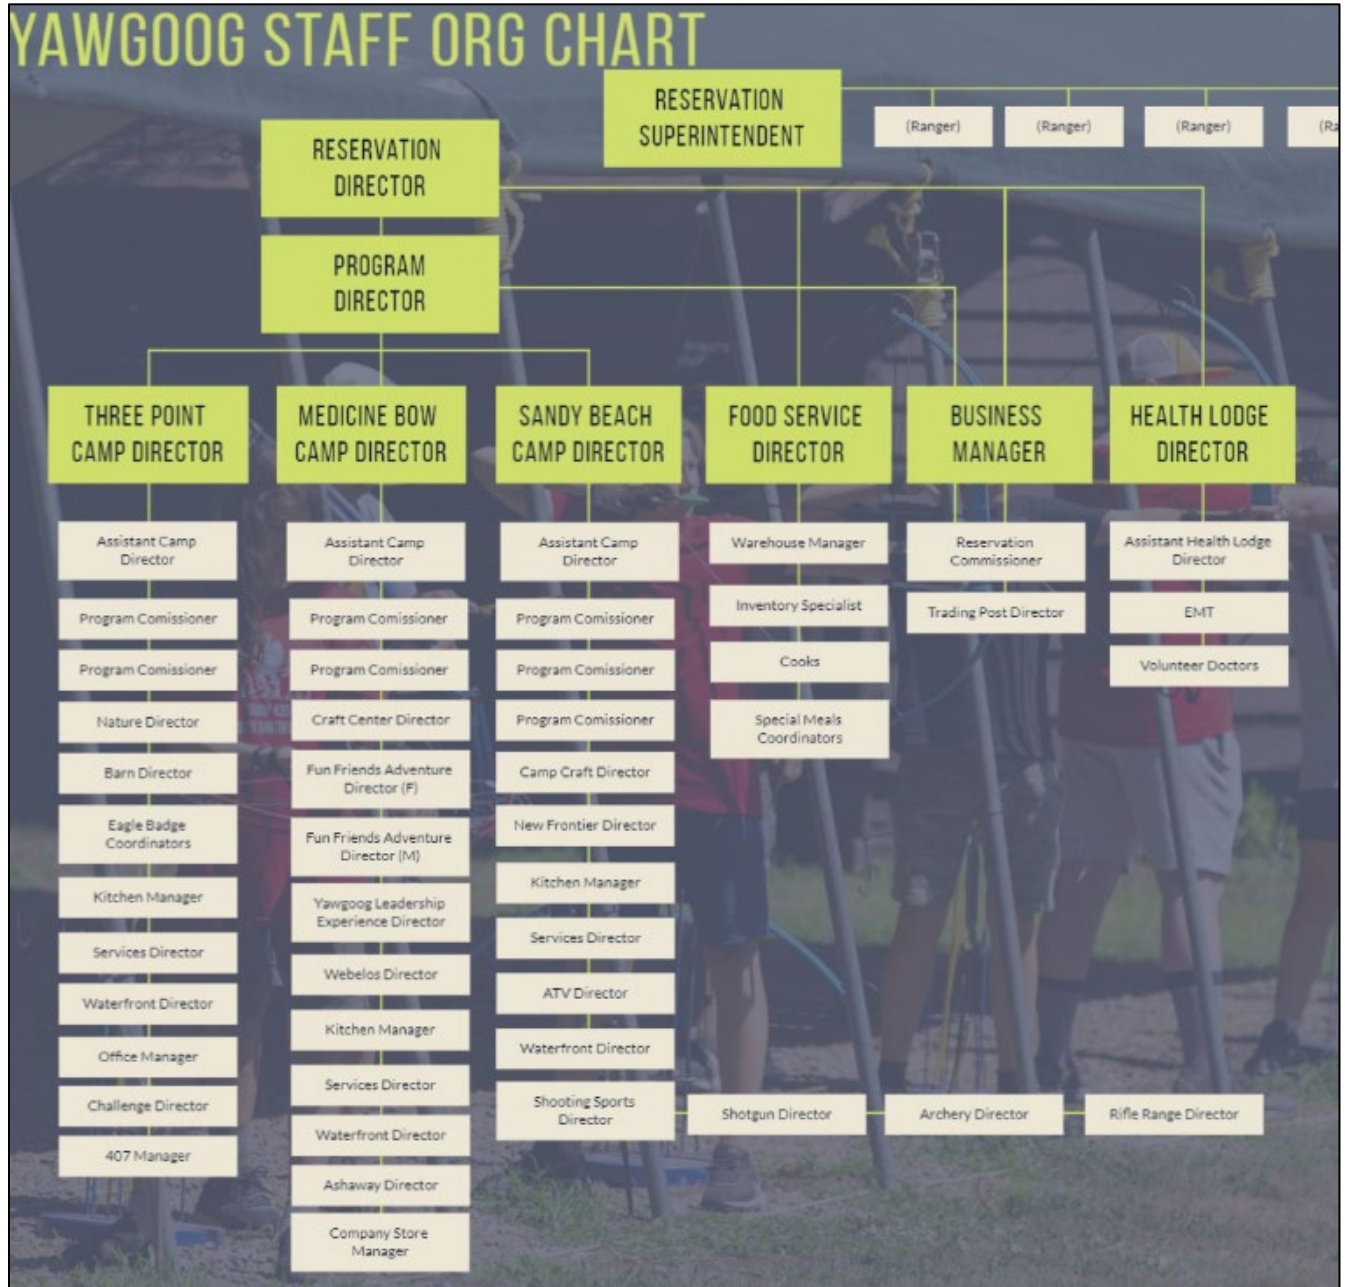 YAWGOOG STAFF ORG CHART
RESERVATION
SUPERINTENDENT
(Ranger)
(Ranger)
(Ranger)
(Ra
RESERVATION
DIRECTOR
PROGRAM
DIRECTOR
THREE POINT
CAMP DIRECTOR
Assistant Camp
Director
Program Comissioner
Program Comissioner
Nature Director
Barn Director
Eagle Badge
Coordinators
Kitchen Manager
Services Director
Waterfront Director
Office Manager
Challenge Director
407 Manager
MEDICINE BOW
CAMP DIRECTOR
Assistant Camp
Director
Program Comissioner
Program Comissioner
Craft Center Director
Fun Friends Adventure
Director (F)
Fun Friends Adventure
Director (M)
Yawgoog Leadership
Experience Director
Webelos Director
Kitchen Manager
Services Director
Waterfront Director
Ashaway Director
Company Store
Manager
SANDY BEACH
CAMP DIRECTOR
Assistant Camp
Director
Program Comissioner
Program Comissioner
Program Comissioner
Camp Craft Director
New Frontier Director
Kitchen Manager
Services Director
ATV Director
Waterfront Director
Shooting Sports
Director
Shotgun Director
Archery Director
Rifle Range Director
FOOD SERVICE
DIRECTOR
Warehouse Manager
Inventory Specialist
Cooks
Special Meals
Coordinators
BUSINESS
MANAGER
Reservation
Commissioner
Trading Post Director
HEALTH LODGE
DIRECTOR
Assistant Health Lodge
Director
EMT
Volunteer Doctors